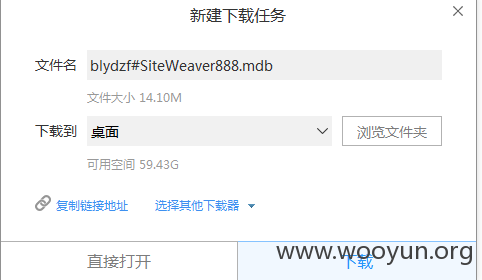 新建下载任务
文件名 blydzf#SiteWeaver888.mdb
文件大小 14.10M
下载到 桌面 浏览文件夹
可用空间 59.43G
复制链接地址 选择其他下载器
直接打开 下载
www.wooyun.org